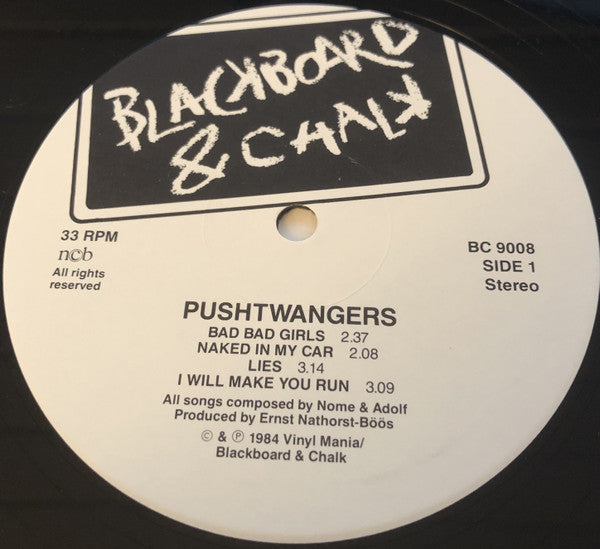 BLACKBOARD
& CHALK
33 RPM
ncb
All rights
reserved
BC 9008
SIDE 1
Stereo
PUSHTWANGERS
BAD BAD GIRLS 2.37
NAKED IN MY CAR 2.08
LIES 3.14
I WILL MAKE YOU RUN 3.09
All songs composed by Nome & Adolf
Produced by Ernst Nathorst-Böös
© & ℗ 1984 Vinyl Mania/
Blackboard & Chalk